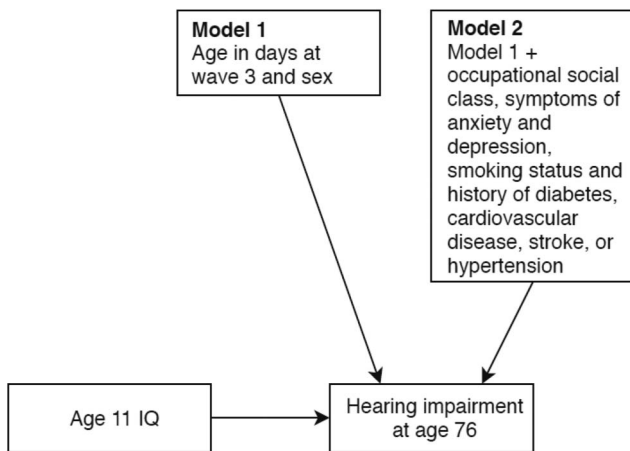 Model 1
Age in days at
wave 3 and sex
Model 2
Model 1 +
occupational social
class, symptoms of
anxiety and
depression,
smoking status and
history of diabetes,
cardiovascular
disease, stroke, or
hypertension
Age 11 IQ
Hearing impairment
at age 76